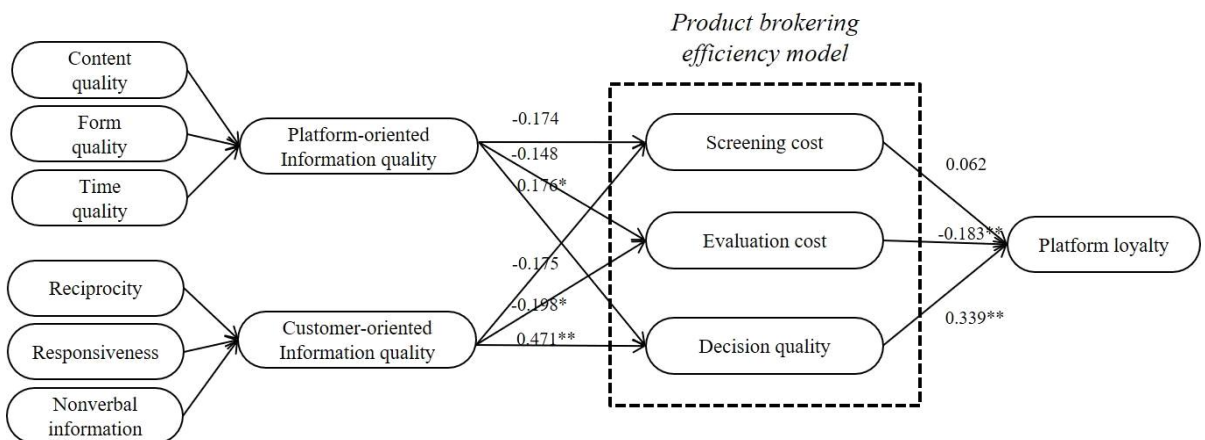 Product brokering
efficiency model
Content
quality
Form
quality
Time
quality
Platform-oriented
Information quality
Reciprocity
Responsiveness
Nonverbal
information
Customer-oriented
Information quality
-0.174
-0.148
0.176*
-0.175
-0.198*
0.471**
Screening cost
Evaluation cost
Decision quality
0.062
-0.183**
0.339**
Platform loyalty